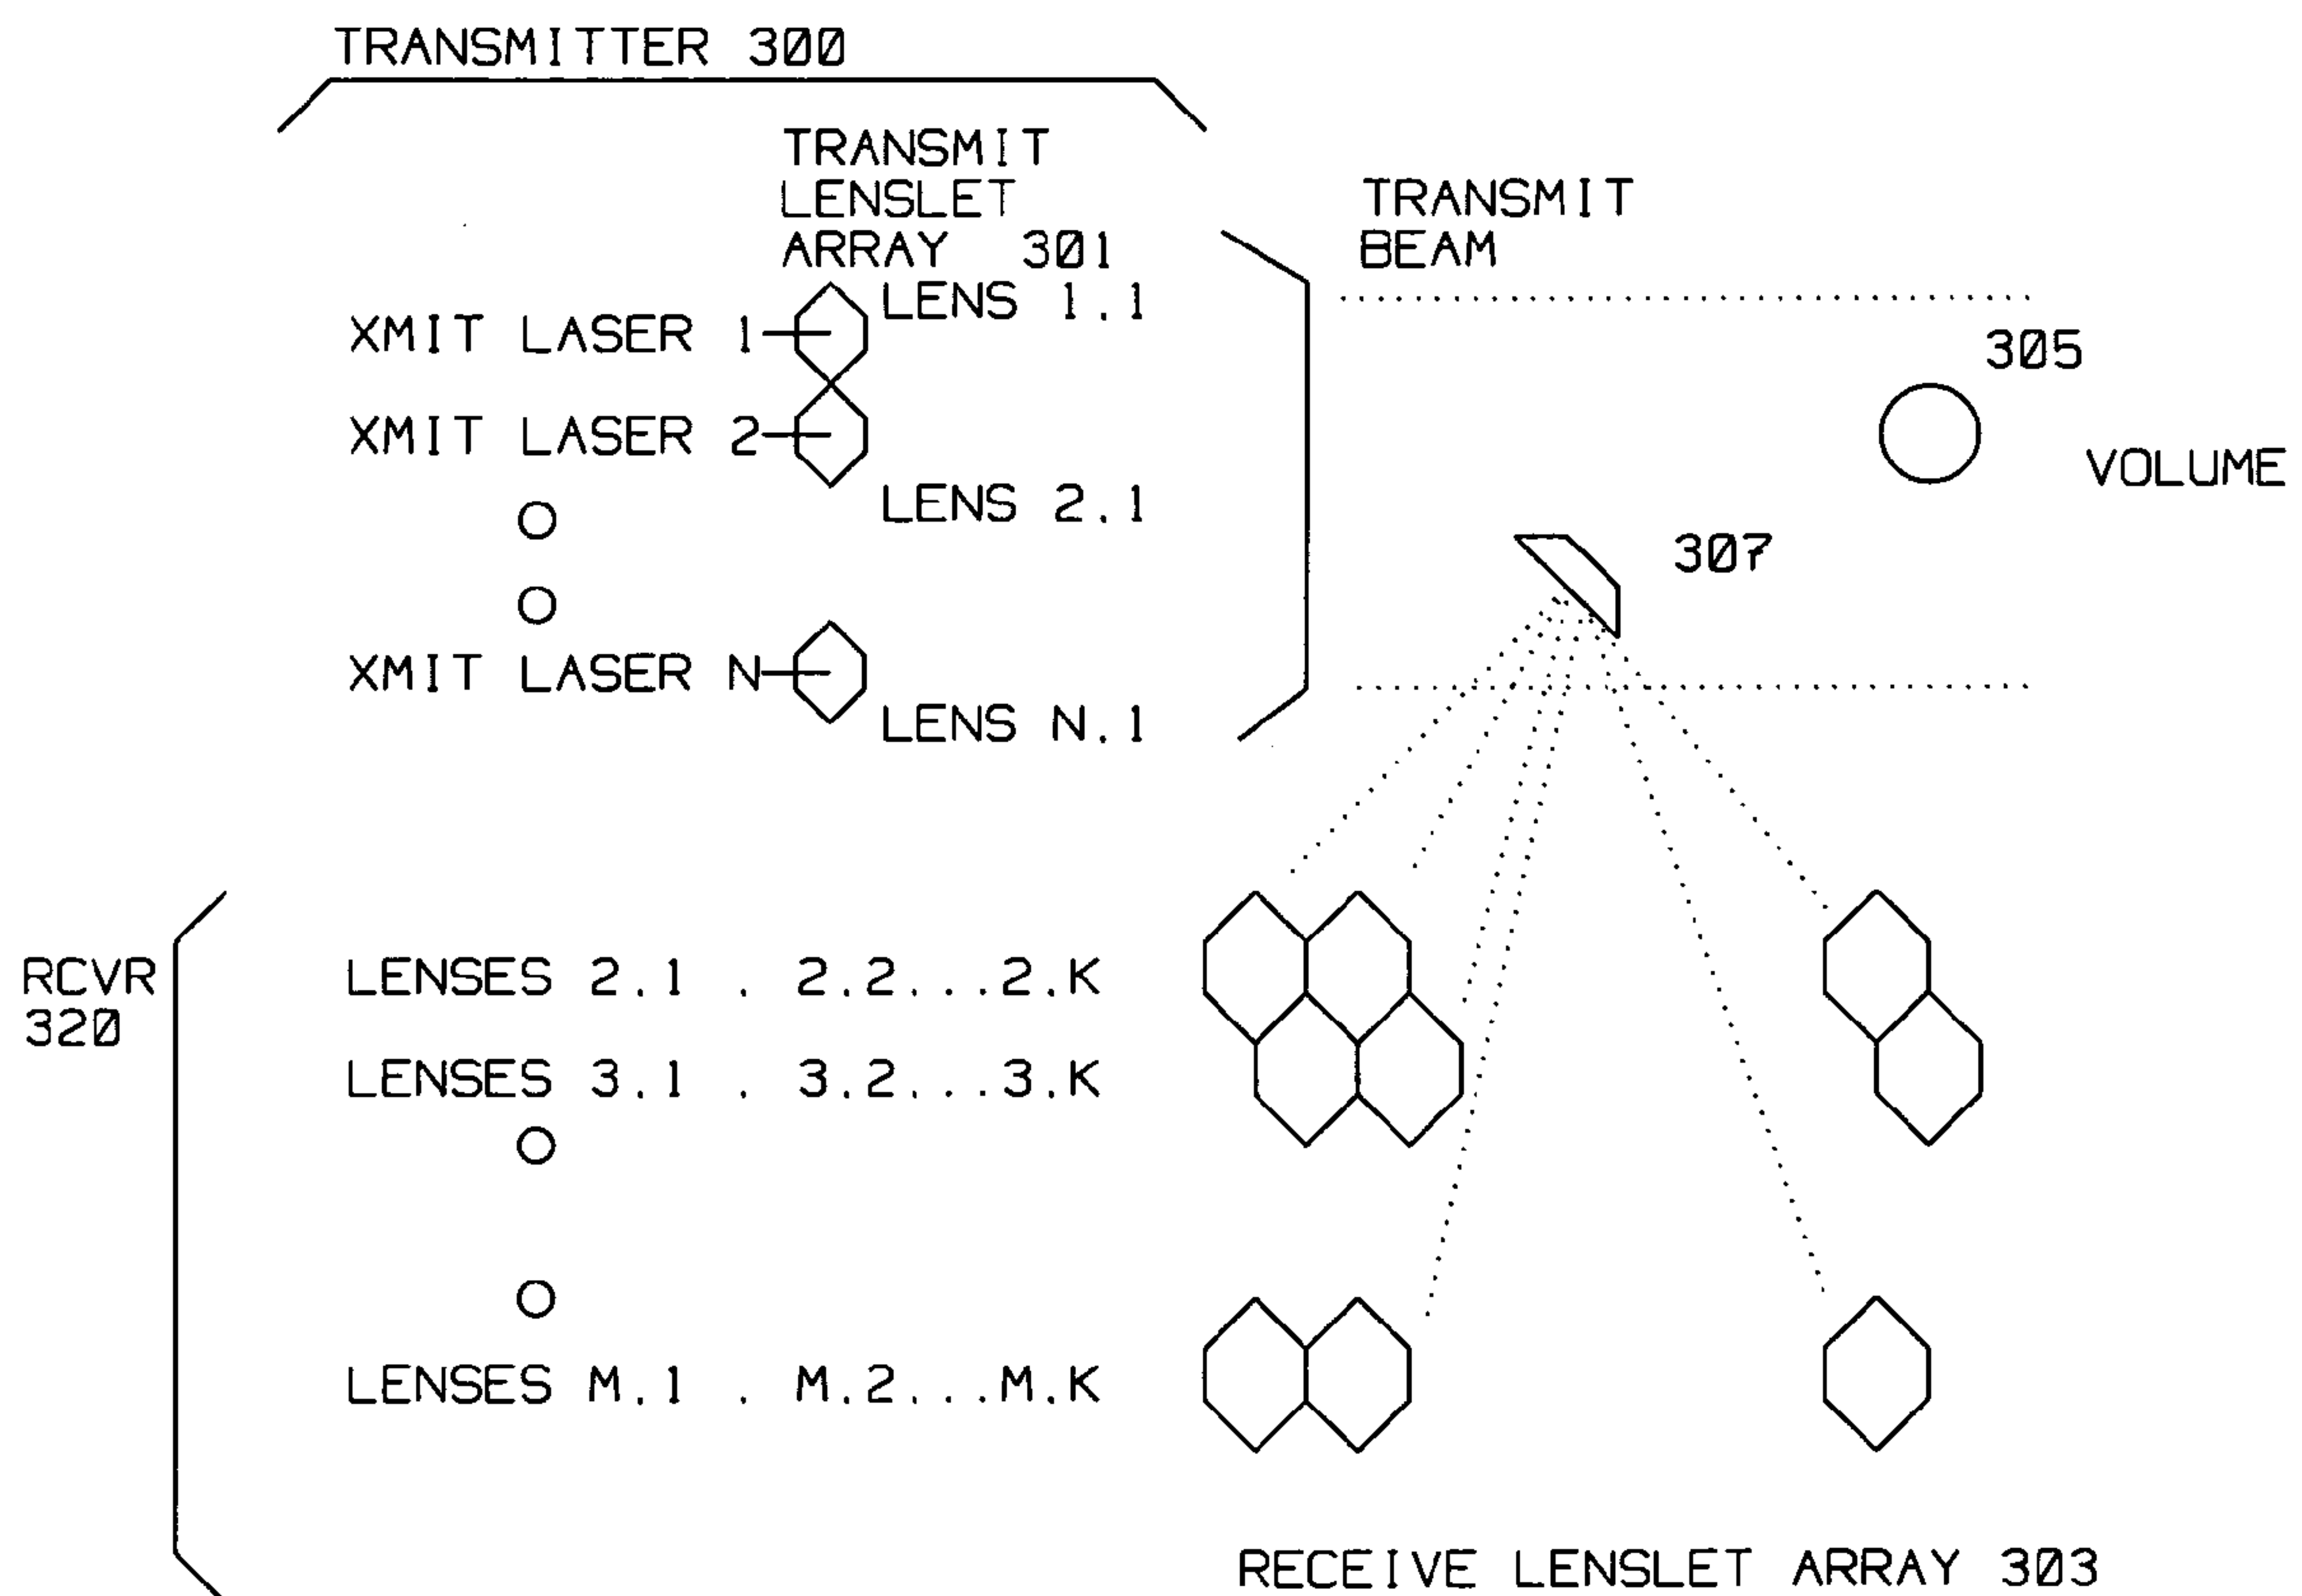 TRANSMITTER 300
TRANSMIT
LENSLET
ARRAY 301
TRANSMIT
BEAM
LENS 1.1
XMIT LASER 1
305
XMIT LASER 2
VOLUME
LENS 2.1
307
XMIT LASER N
LENS N.1
RCVR
320
LENSES 2.1 . 2.2...2.K
LENSES 3.1 . 3.2...3.K
LENSES M.1 . M.2...M.K
RECEIVE LENSLET ARRAY 303